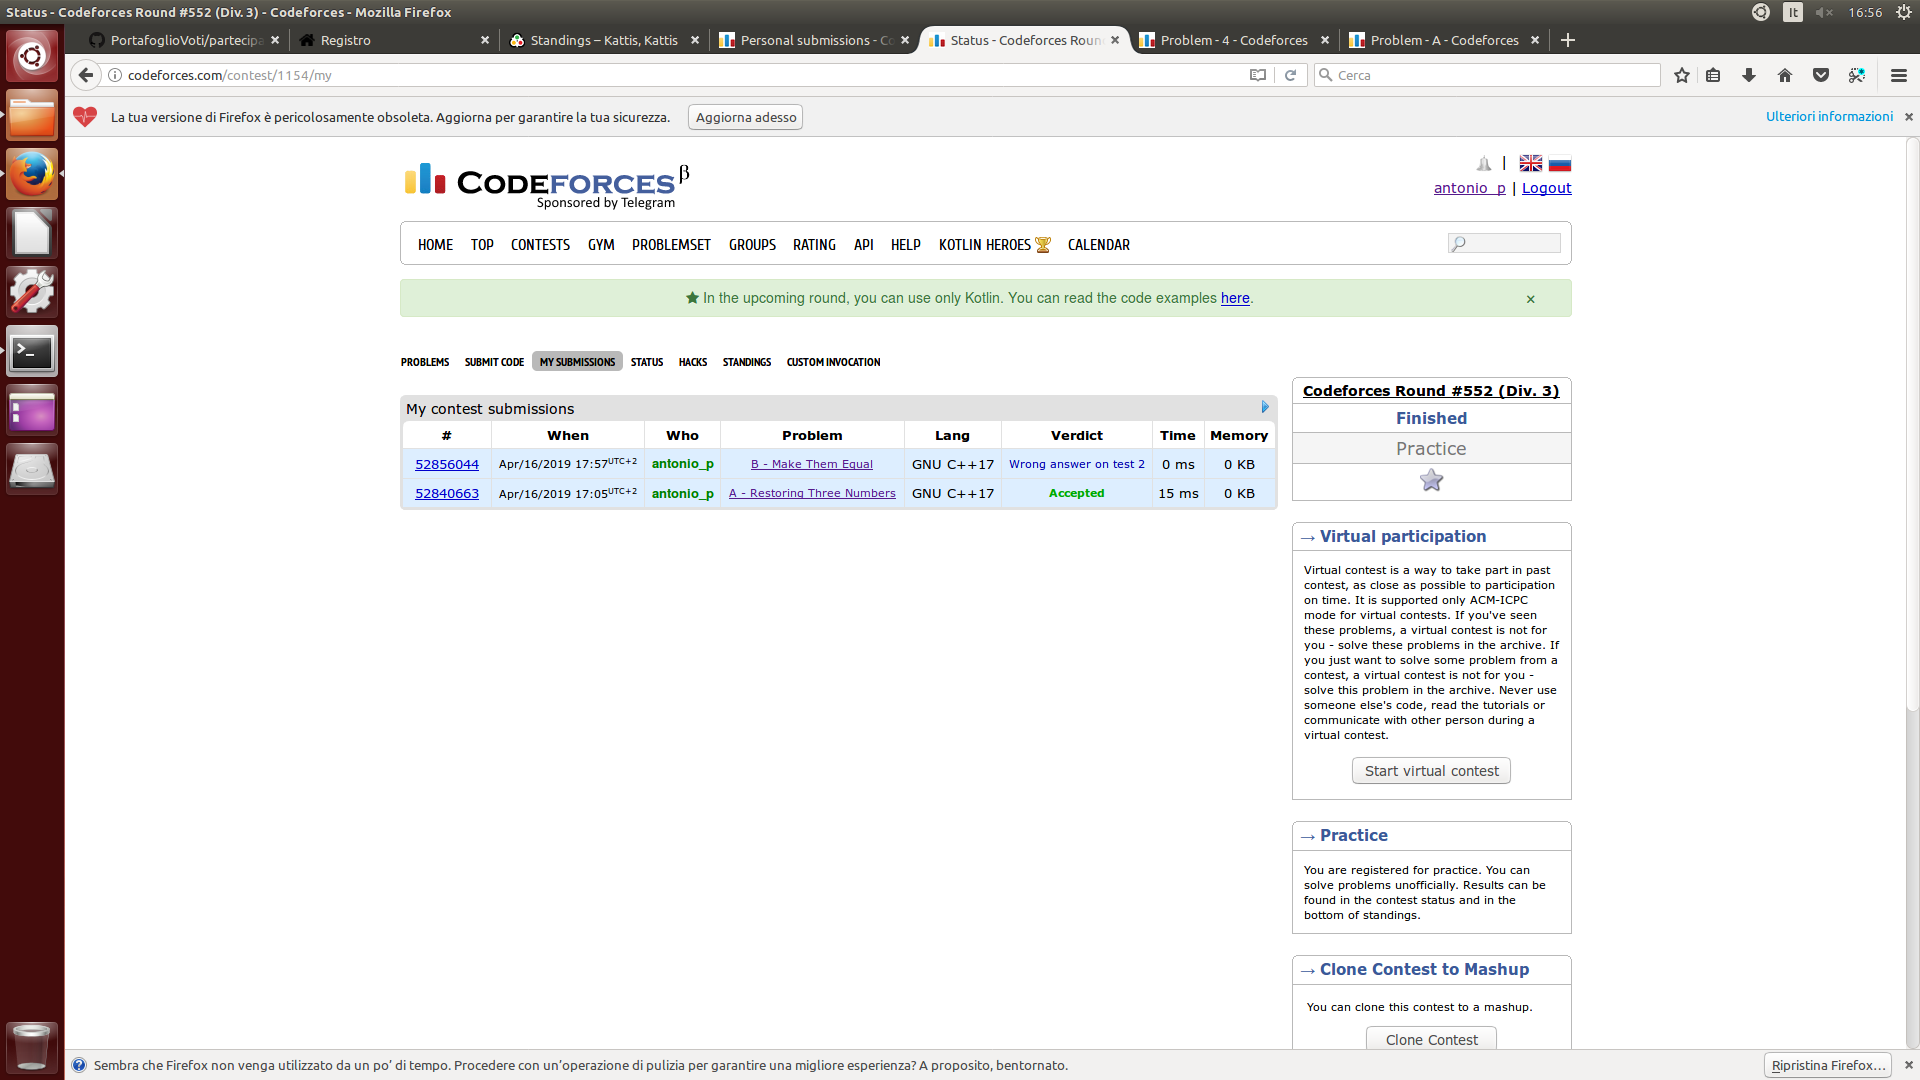 Status - Codeforces Round #552 (Div. 3) - Codeforces - Mozilla Firefox
It
16:56
PortafoglioVoti/partecipa
Registro
Standings – Kattis, Kattis
Personal submissions - Co
Status - Codeforces Roun
Problem - 4 - Codeforces
Problem - A - Codeforces
codeforces.com/contest/1154/my
Cerca
La tua versione di Firefox è pericolosamente obsoleta. Aggiorna per garantire la tua sicurezza.
Aggiorna adesso
Ulteriori informazioni
CODEFORCES β
Sponsored by Telegram
|
antonio_p | Logout
HOME TOP CONTESTS GYM PROBLEMSET GROUPS RATING API HELP KOTLIN HEROES CALENDAR
In the upcoming round, you can use only Kotlin. You can read the code examples here.
PROBLEMS SUBMIT CODE MY SUBMISSIONS STATUS HACKS STANDINGS CUSTOM INVOCATION
My contest submissions
# When Who Problem Lang Verdict Time Memory
52856044 Apr/16/2019 17:57UTC+2 antonio_p B - Make Them Equal GNU C++17 Wrong answer on test 2 0 ms 0 KB
52840663 Apr/16/2019 17:05UTC+2 antonio_p A - Restoring Three Numbers GNU C++17 Accepted 15 ms 0 KB
Codeforces Round #552 (Div. 3)
Finished
Practice
→ Virtual participation
Virtual contest is a way to take part in past
contest, as close as possible to participation
on time. It is supported only ACM-ICPC
mode for virtual contests. If you've seen
these problems, a virtual contest is not for
you - solve these problems in the archive. If
you just want to solve some problem from a
contest, a virtual contest is not for you -
solve this problem in the archive. Never use
someone else's code, read the tutorials or
communicate with other person during a
virtual contest.
Start virtual contest
→ Practice
You are registered for practice. You can
solve problems unofficially. Results can be
found in the contest status and in the
bottom of standings.
→ Clone Contest to Mashup
You can clone this contest to a mashup.
Clone Contest
Sembra che Firefox non venga utilizzato da un po’ di tempo. Procedere con un’operazione di pulizia per garantire una migliore esperienza? A proposito, bentornato.
Ripristina Firefox...